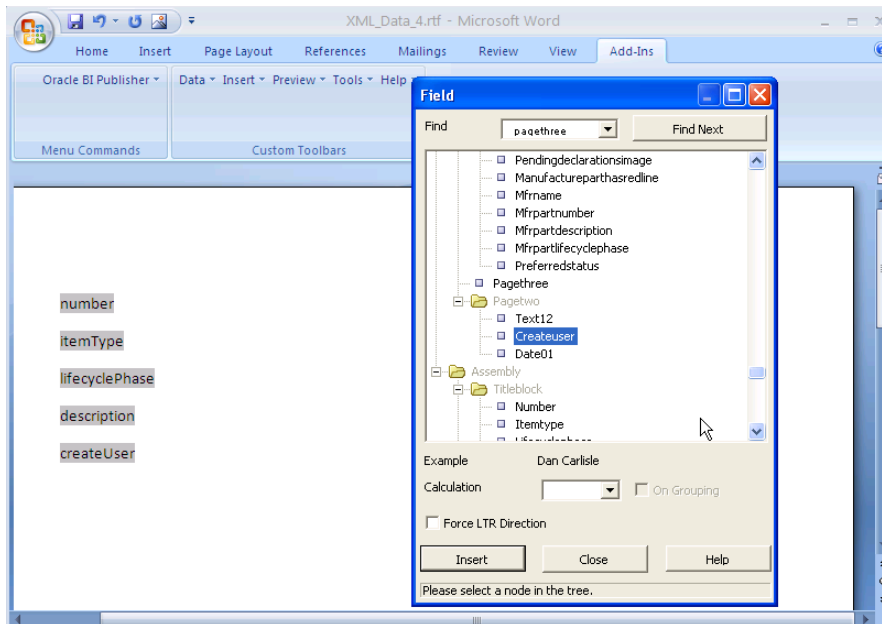 XML_Data_4.rtf - Microsoft Word
Home Insert Page Layout References Mailings Review View Add-Ins
Oracle BI Publisher Data Insert Preview Tools Help
Menu Commands Custom Toolbars
number
itemType
lifecyclePhase
description
createUser
Field
Find pagethree Find Next
Pendingdeclarationsimage
Manufactureparthasredline
Mfrname
Mfrpartnumber
Mfrpartdescription
Mfrpartlifecyclephase
Preferredstatus
Pagethree
Pagetwo
Text12
Createuser
Date01
Assembly
Titleblock
Number
Itemtype
Lifecyclephase
Example Dan Carlisle
Calculation On Grouping
Force LTR Direction
Insert Close Help
Please select a node in the tree.